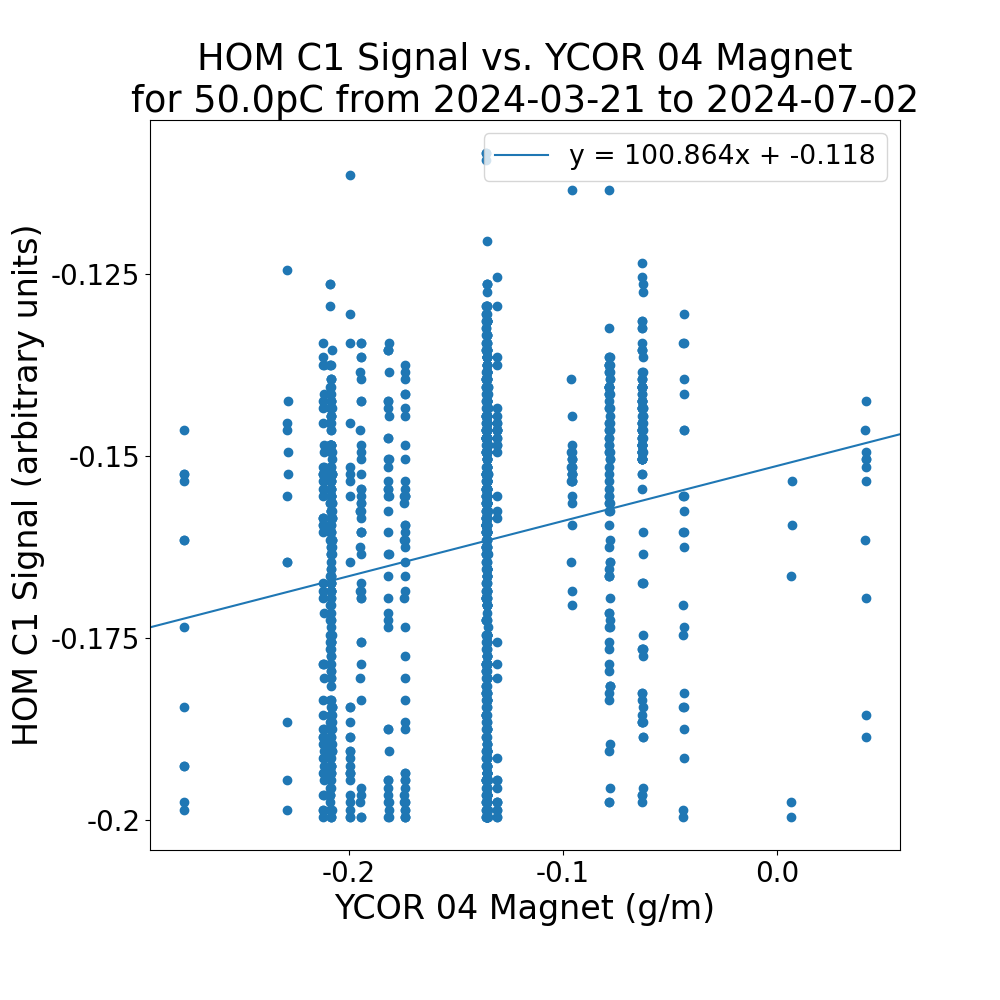 HOM C1 Signal vs. YCOR 04 Magnet
for 50.0pC from 2024-03-21 to 2024-07-02
y = 100.864x + -0.118
HOM C1 Signal (arbitrary units)
-0.125
-0.15
-0.175
-0.2
-0.2 -0.1 0.0
YCOR 04 Magnet (g/m)